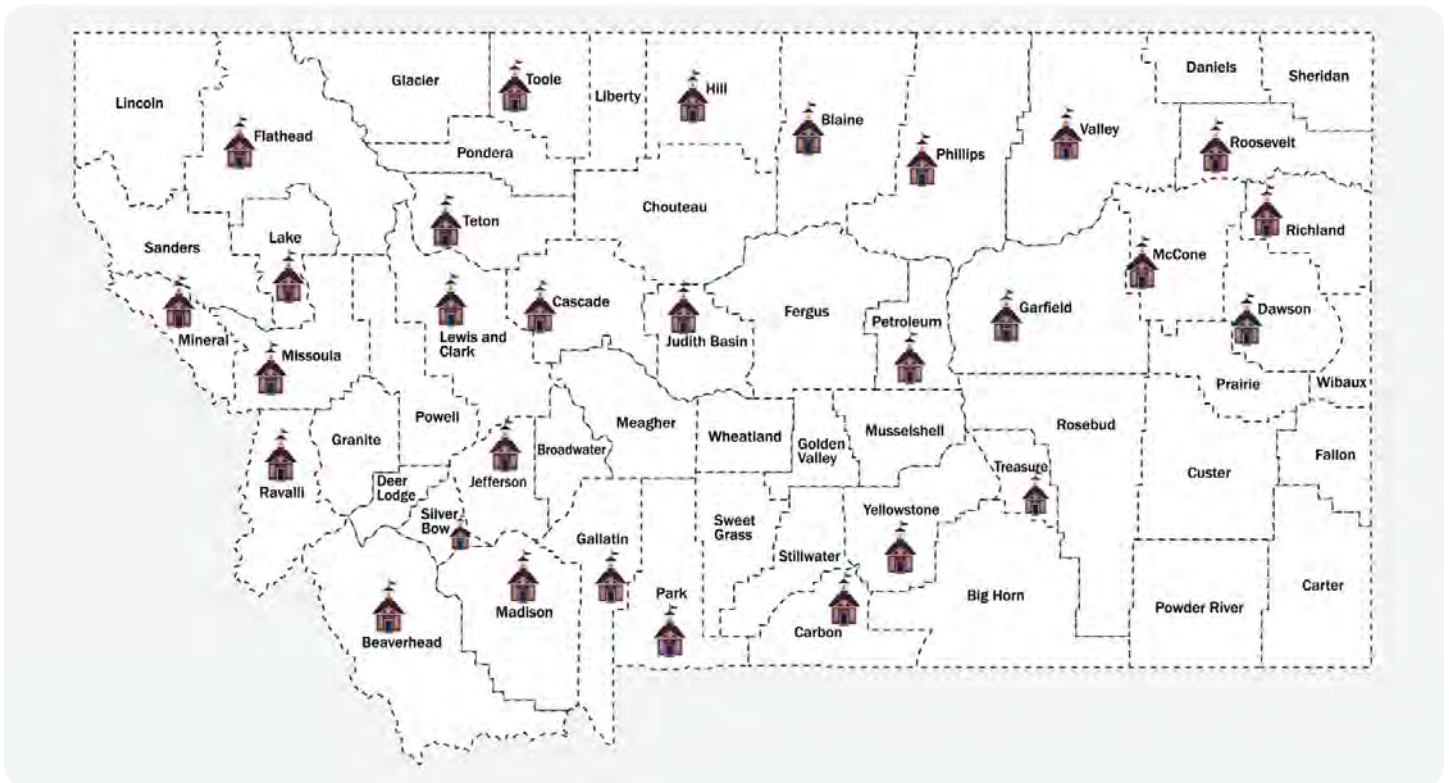 Lincoln
Flathead
Glacier
Toole
Liberty
Hill
Blaine
Phillips
Valley
Daniels
Sheridan
Roosevelt
Pondera
Teton
Chouteau
Richland
Sanders
Lake
McCone
Mineral
Missoula
Lewis and
Clark
Cascade
Judith Basin
Fergus
Petroleum
Garfield
Dawson
Prairie
Wibaux
Powell
Granite
Meagher
Wheatland
Golden
Valley
Musselshell
Rosebud
Broadwater
Ravalli
Deer
Lodge
Jefferson
Treasure
Custer
Fallon
Silver
Bow
Gallatin
Sweet
Grass
Yellowstone
Stillwater
Madison
Park
Big Horn
Powder River
Carter
Beaverhead
Carbon